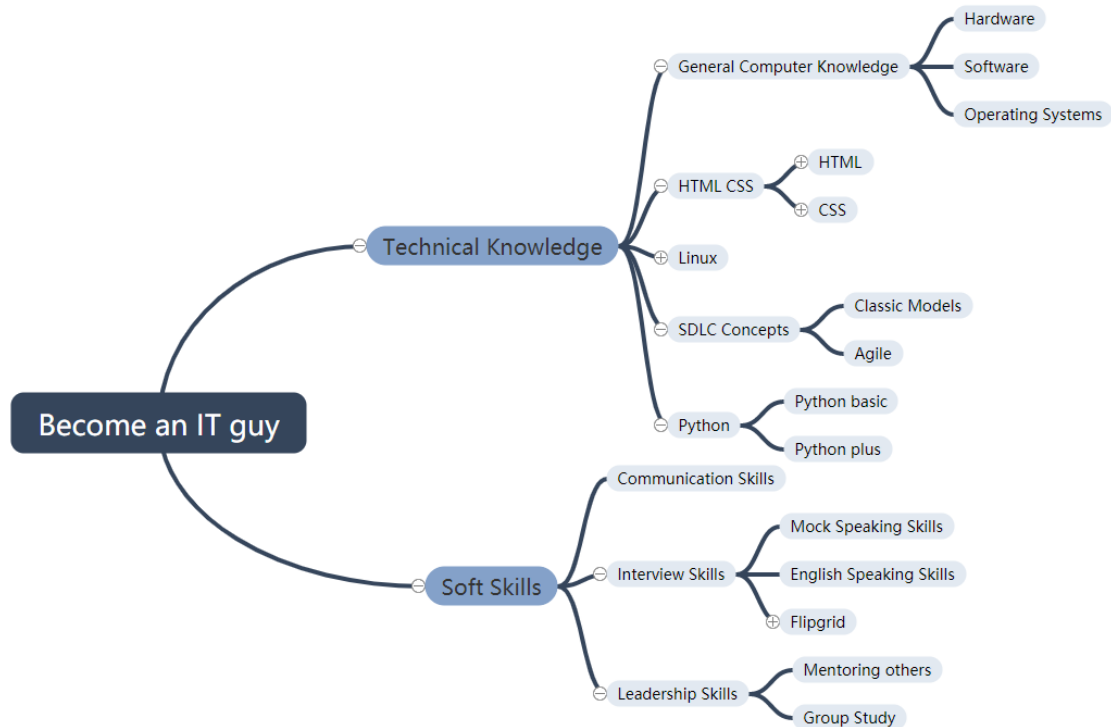 Become an IT guy
Technical Knowledge
General Computer Knowledge
Hardware
Software
Operating Systems
HTML CSS
HTML
CSS
Linux
SDLC Concepts
Classic Models
Agile
Python
Python basic
Python plus
Soft Skills
Communication Skills
Interview Skills
Mock Speaking Skills
English Speaking Skills
Flipgrid
Leadership Skills
Mentoring others
Group Study